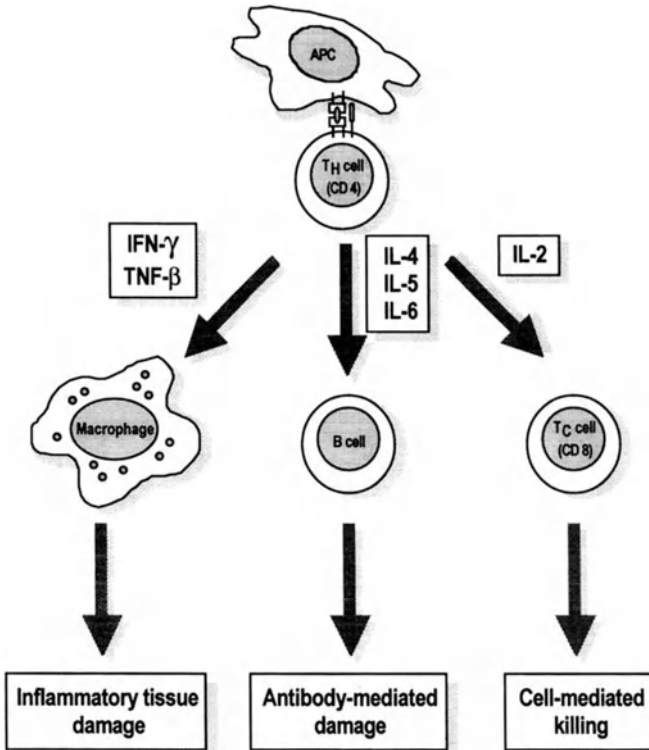 APC
TH cell
(CD 4)
IFN-γ
TNF-β
IL-4
IL-5
IL-6
IL-2
Macrophage
B cell
TC cell
(CD 8)
Inflammatory tissue
damage
Antibody-mediated
damage
Cell-mediated
killing